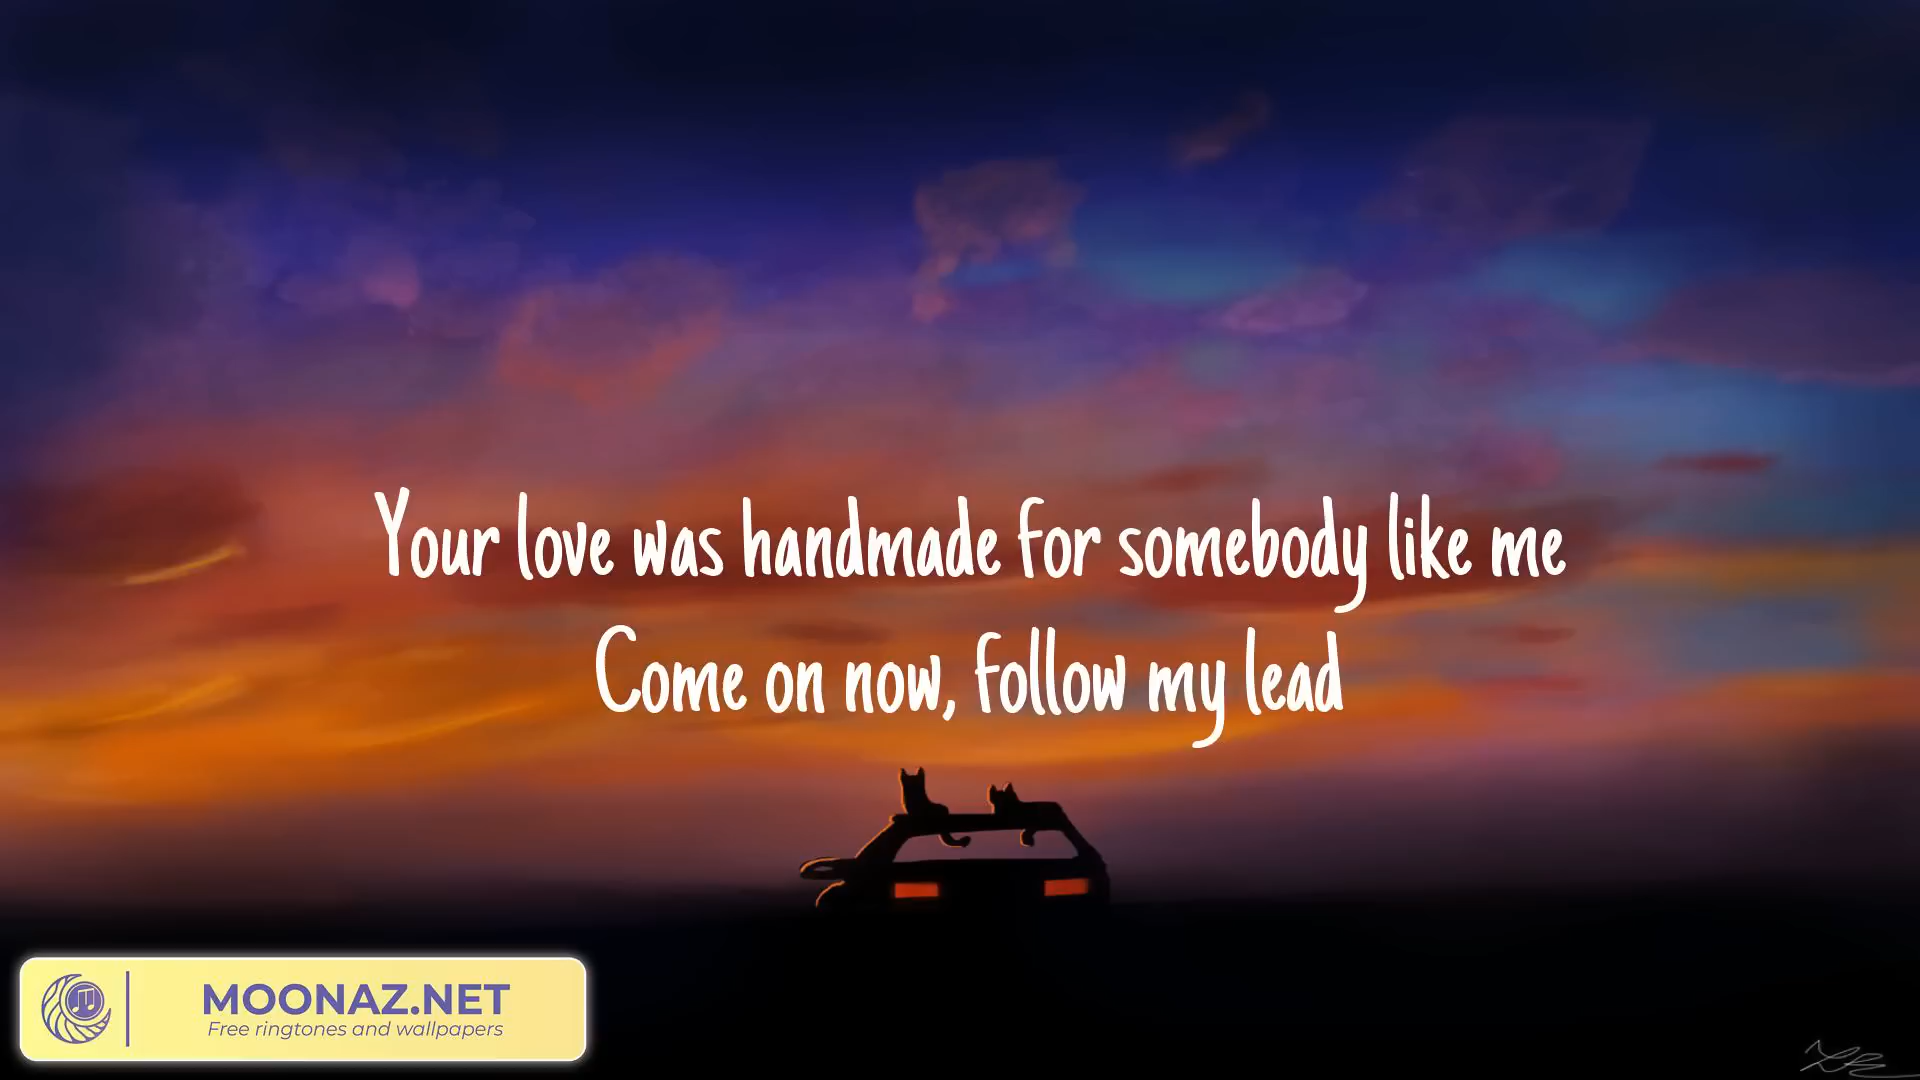 Your love was handmade for somebody like me
Come on now, follow my lead
MOONAZ.NET
Free ringtones and wallpapers